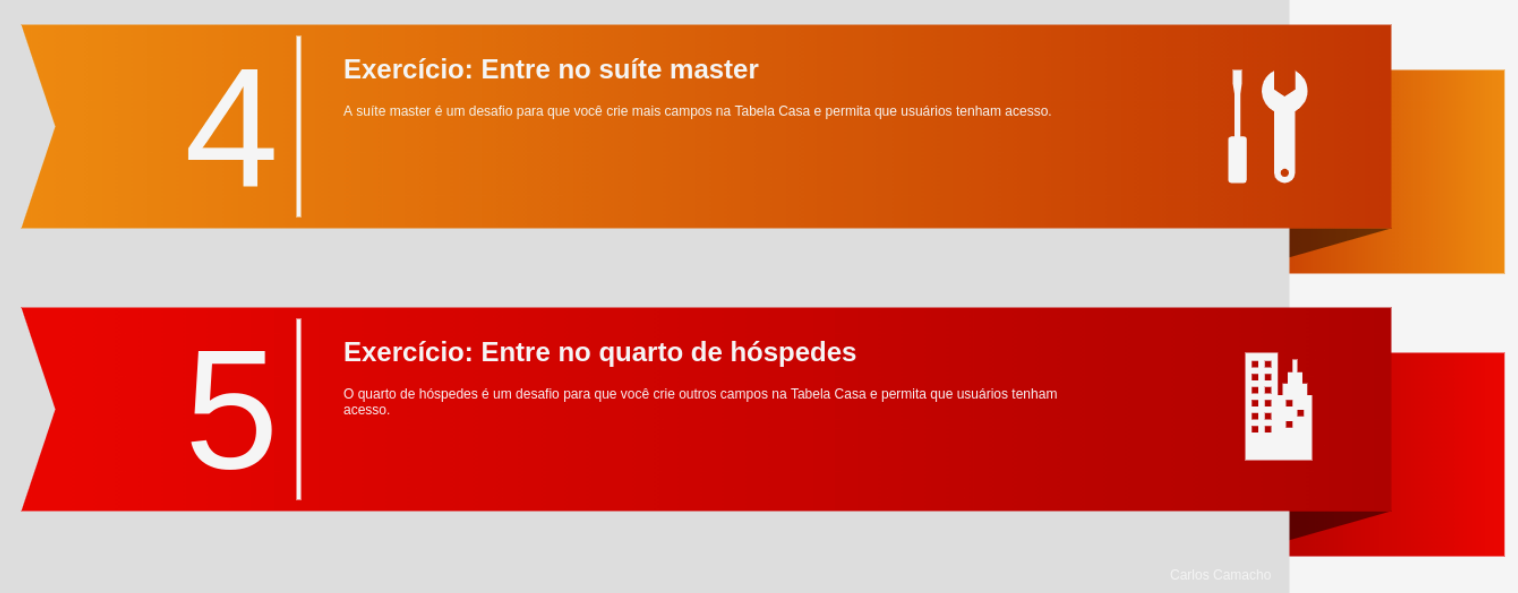 4
Exercício: Entre no suíte master
A suíte master é um desafio para que você crie mais campos na Tabela Casa e permita que usuários tenham acesso.
5
Exercício: Entre no quarto de hóspedes
O quarto de hóspedes é um desafio para que você crie outros campos na Tabela Casa e permita que usuários tenham
acesso.
Carlos Camacho